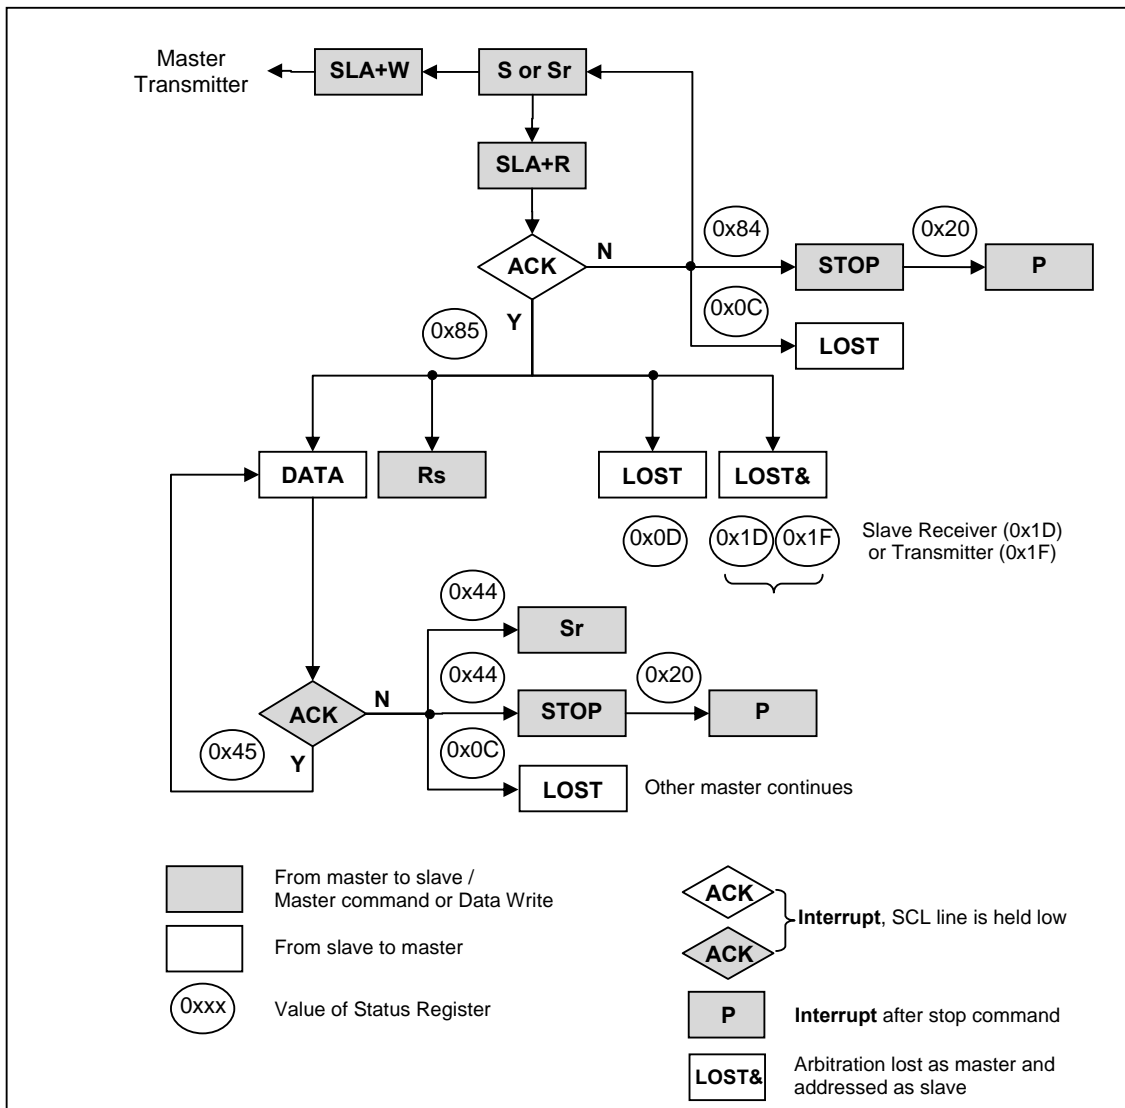 Master
Transmitter
SLA+W
S or Sr
SLA+R
ACK
N
Y
0x84
0x20
STOP
P
0x0C
LOST
0x85
DATA
Rs
LOST
LOST&
0x0D
0x1D
0x1F
Slave Receiver (0x1D)
or Transmitter (0x1F)
0x44
Sr
ACK
N
Y
0x45
0x44
0x20
STOP
P
0x0C
LOST
Other master continues
From master to slave /
Master command or Data Write
From slave to master
0xxx
Value of Status Register
ACK
ACK
Interrupt, SCL line is held low
P
Interrupt after stop command
LOST&
Arbitration lost as master and
addressed as slave